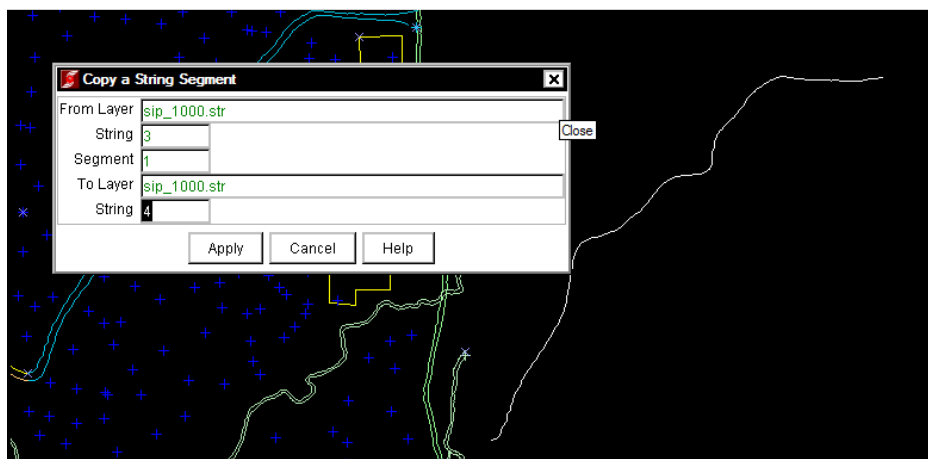 Copy a String Segment
From Layer sip_1000.str
Close
String 3
Segment 1
To Layer sip_1000.str
String 4
Apply Cancel Help